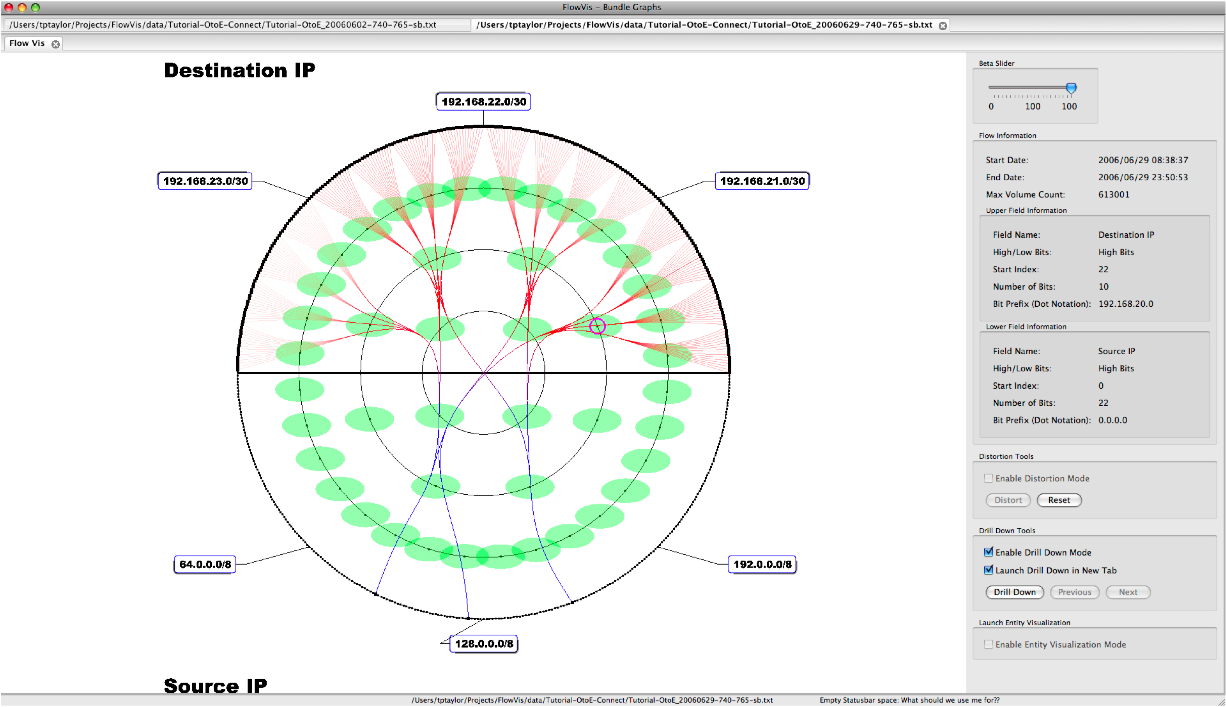 FlowVis – Bundle Graphs
/Users/tptaylor/Projects/FlowVis/data/Tutorial-OtoE-Connect/Tutorial-OtoE_20060602-740-765-sb.txt
/Users/tptaylor/Projects/FlowVis/data/Tutorial-OtoE-Connect/Tutorial-OtoE_20060629-740-765-sb.txt
Flow Vis
Destination IP
192.168.22.0/30
192.168.23.0/30
192.168.21.0/30
64.0.0.0/8
192.0.0.0/8
128.0.0.0/8
Source IP
Beta Slider
0 100 100
Flow Information
Start Date: 2006/06/29 08:38:37
End Date: 2006/06/29 23:50:53
Max Volume Count: 613001
Upper Field Information
Field Name: Destination IP
High/Low Bits: High Bits
Start Index: 22
Number of Bits: 10
Bit Prefix (Dot Notation): 192.168.20.0
Lower Field Information
Field Name: Source IP
High/Low Bits: High Bits
Start Index: 0
Number of Bits: 22
Bit Prefix (Dot Notation): 0.0.0.0
Distortion Tools
Enable Distortion Mode
Distort Reset
Drill Down Tools
Enable Drill Down Mode
Launch Drill Down in New Tab
Drill Down Previous Next
Launch Entity Visualization
Enable Entity Visualization Mode
/Users/tptaylor/Projects/FlowVis/data/Tutorial-OtoE-Connect/Tutorial-OtoE_20060629-740-765-sb.txt
Empty Statusbar space: What should we use me for??